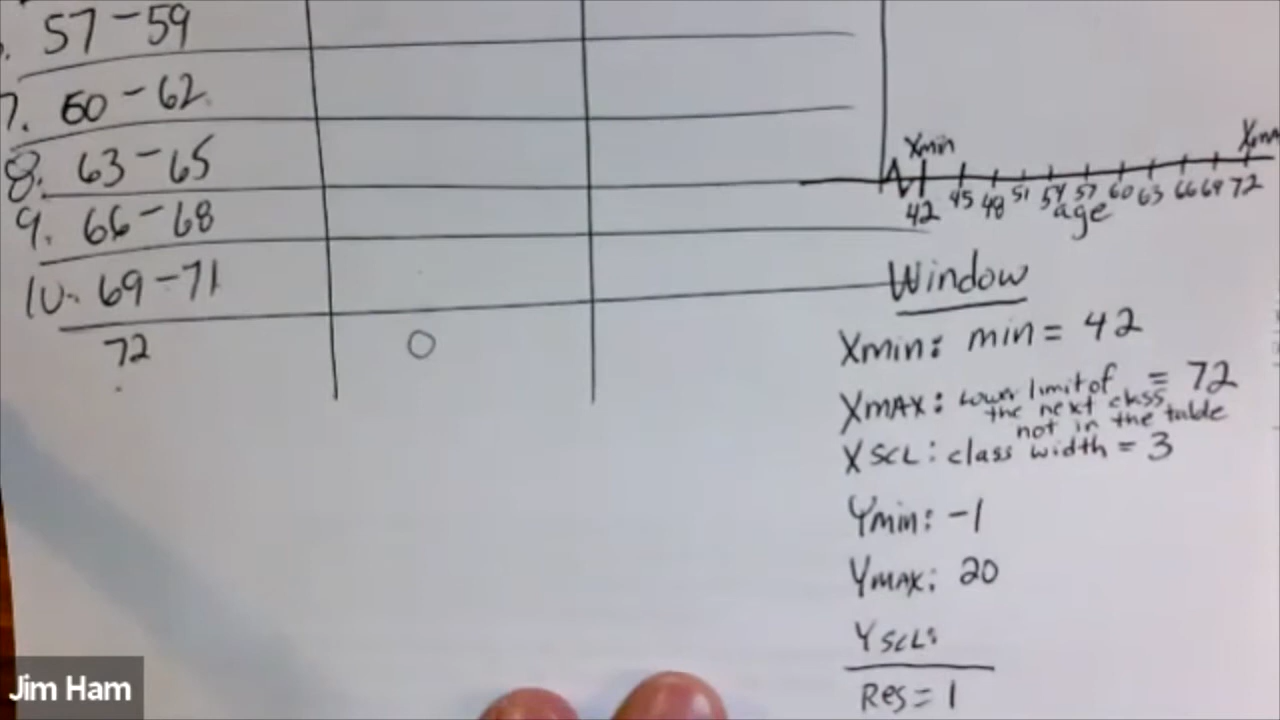 57-59
7. 60-62
8. 63-65
9. 66-68
10. 69-71
72 0
Xmin
42 45 48 51 54 57 60 63 66 69 72
age
Window
Xmin: min = 42
XMAX: Lower limit of = 72
the next class
not in the table
XSCL: class width = 3
Ymin: -1
YMAX: 20
YSCL:
Res = 1
Jim Ham